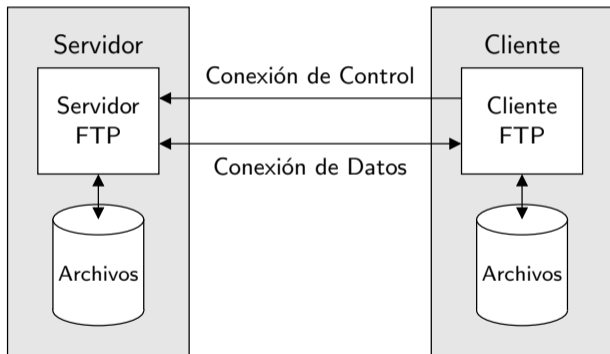 Servidor
Cliente
Conexión de Control
Servidor
FTP
Cliente
FTP
Conexión de Datos
Archivos
Archivos